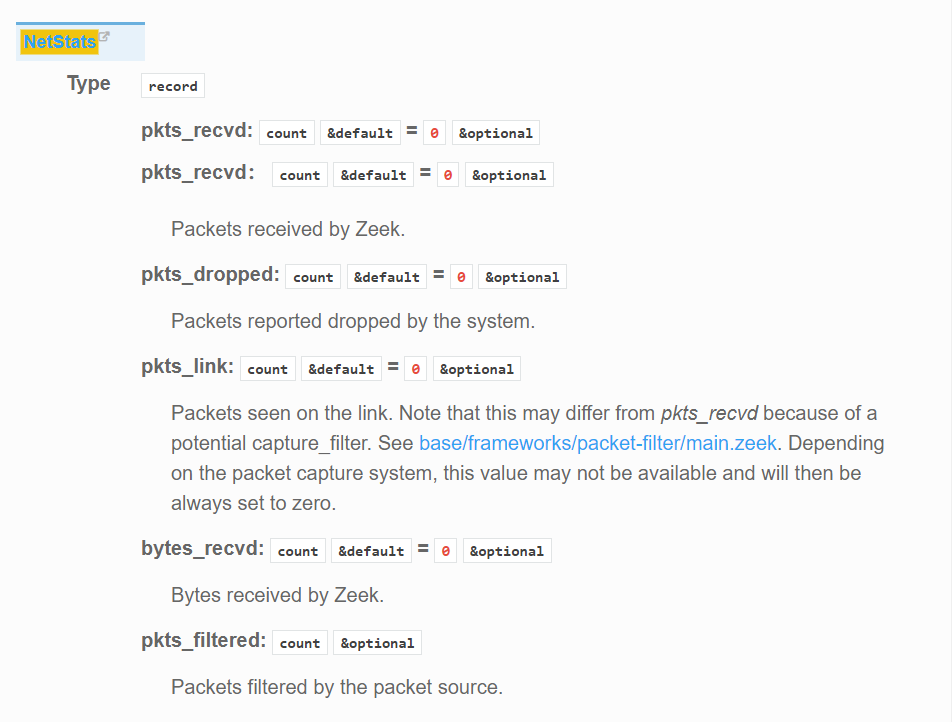 NetStats
Type record
pkts_recvd: count &default = 0 &optional
pkts_recvd: count &default = 0 &optional
Packets received by Zeek.
pkts_dropped: count &default = 0 &optional
Packets reported dropped by the system.
pkts_link: count &default = 0 &optional
Packets seen on the link. Note that this may differ from pkts_recvd because of a
potential capture_filter. See base/frameworks/packet-filter/main.zeek. Depending
on the packet capture system, this value may not be available and will then be
always set to zero.
bytes_recvd: count &default = 0 &optional
Bytes received by Zeek.
pkts_filtered: count &optional
Packets filtered by the packet source.